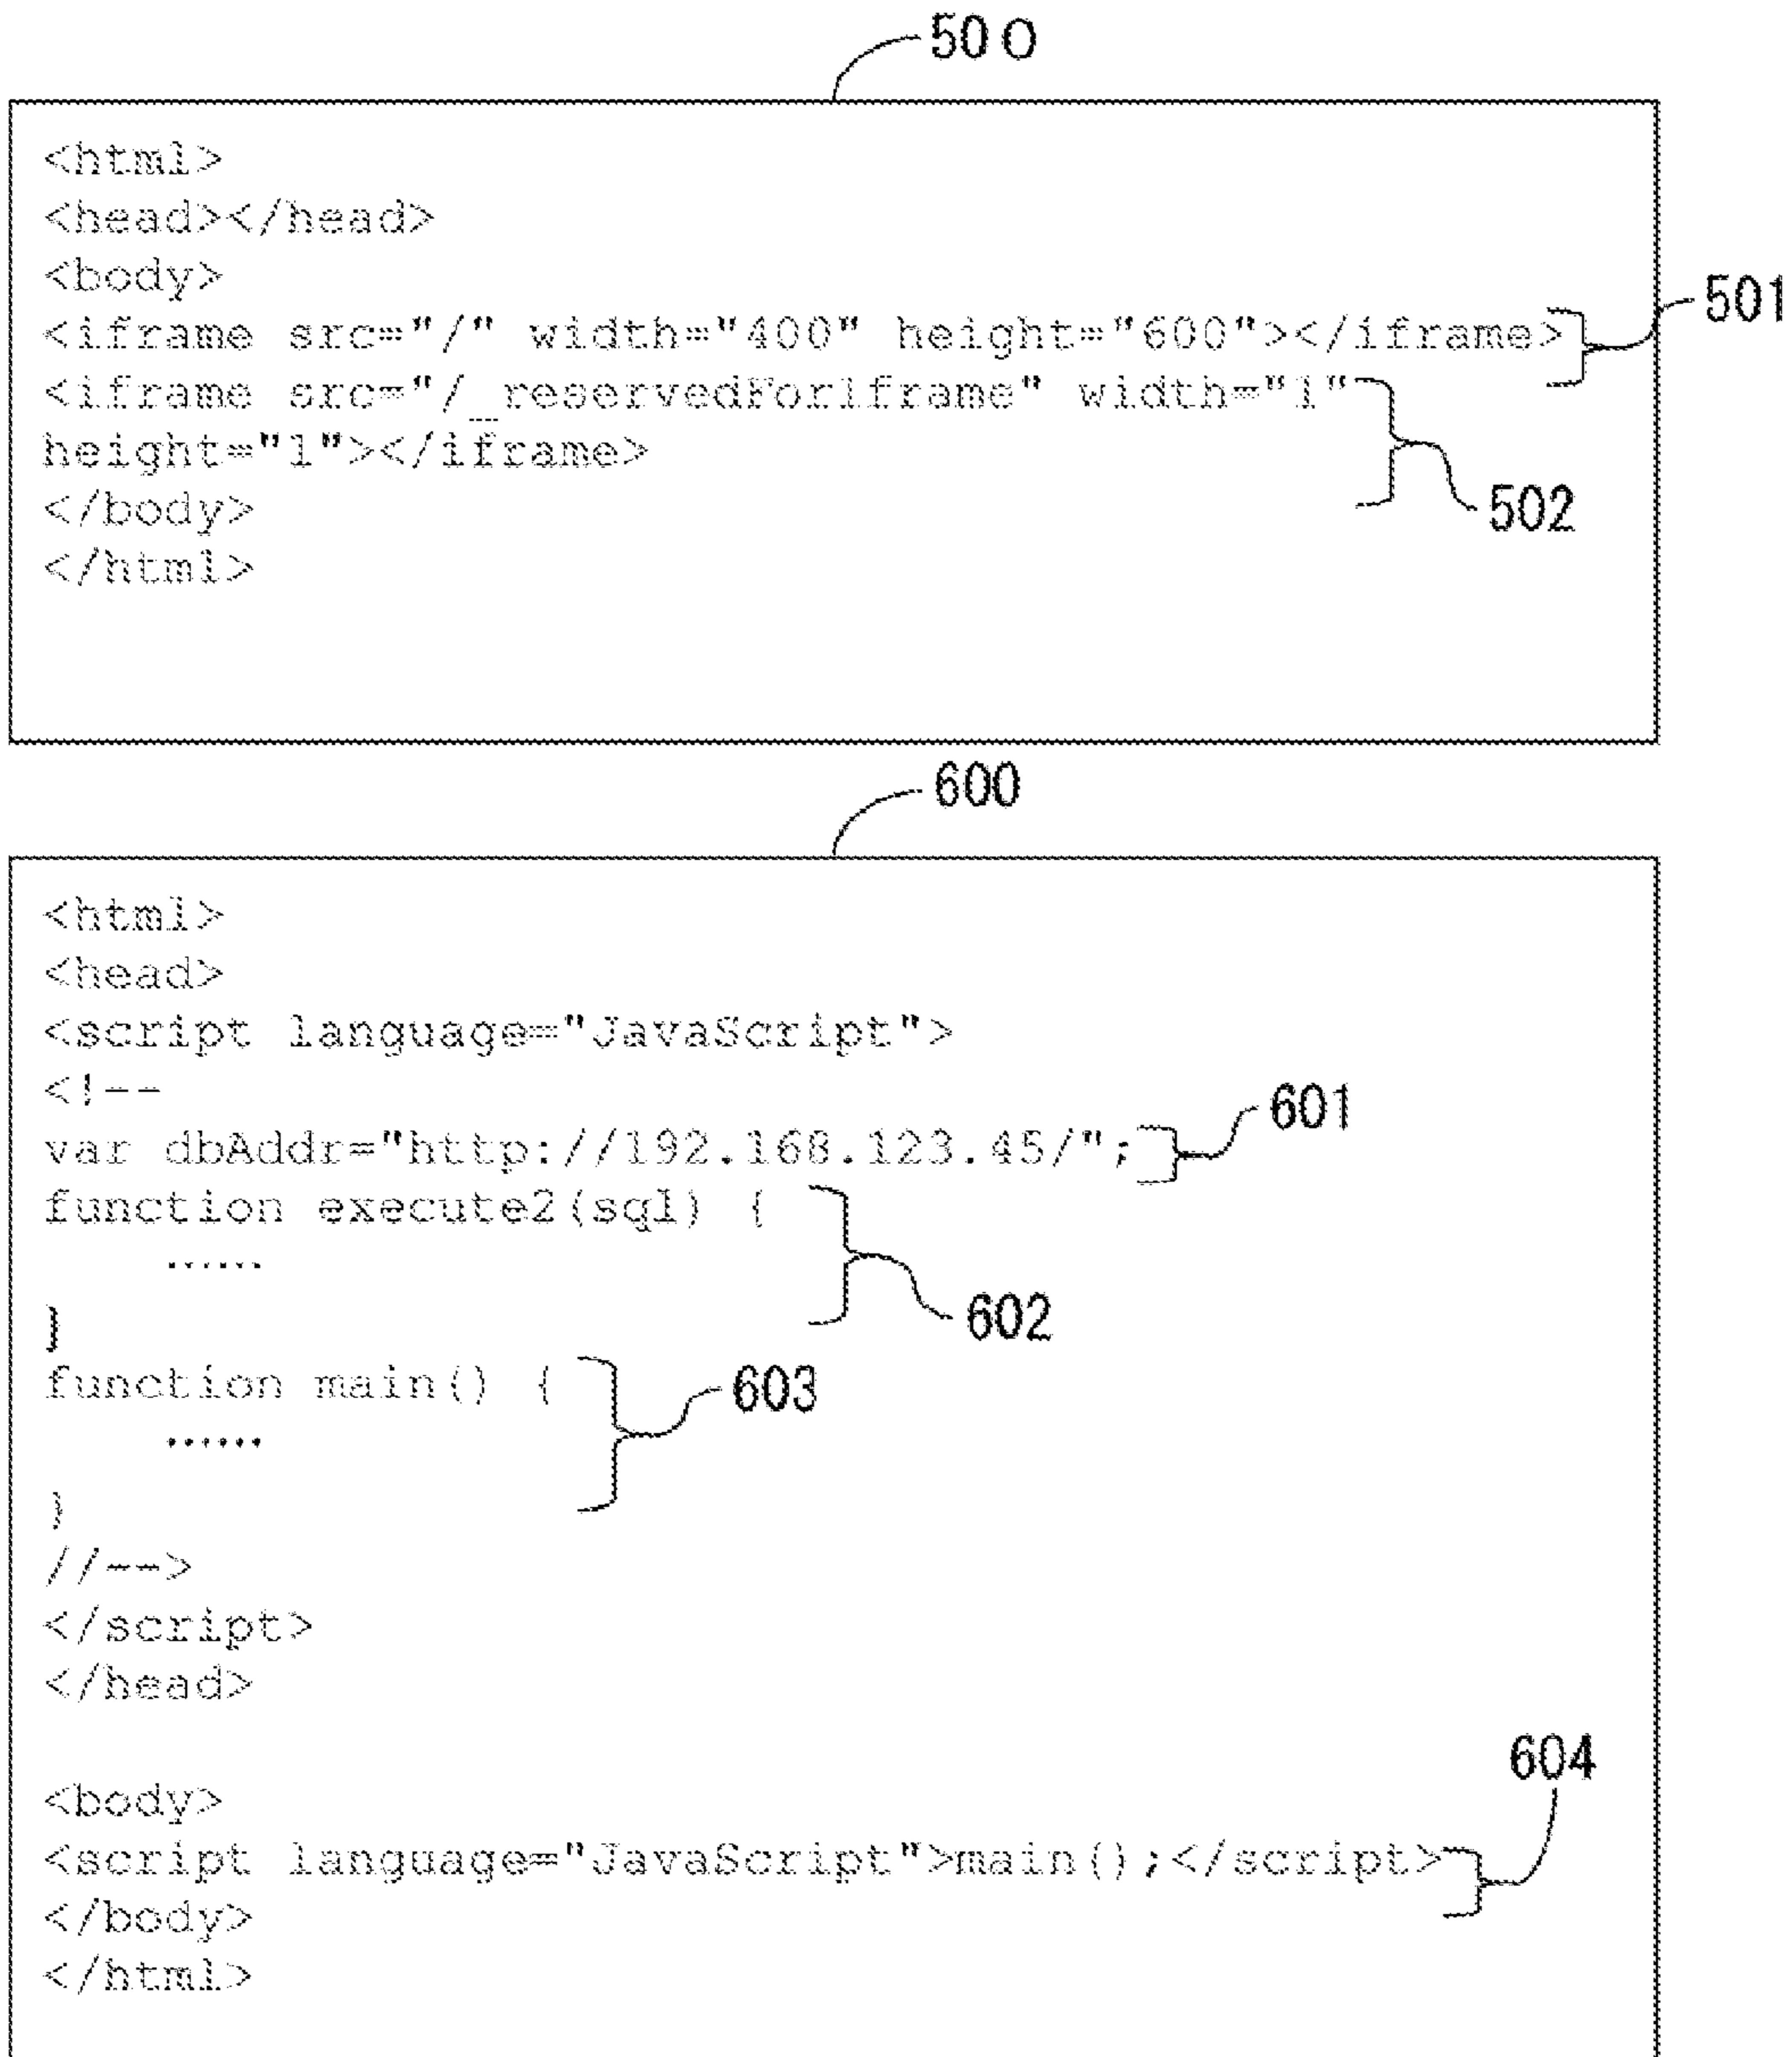 500
<html>
<head></head>
<body>
<iframe src="/" width="400" height="600"></iframe>
501
<iframe src="/_reservedForIframe" width="1"
height="1"></iframe>
502
</body>
</html>
600
<html>
<head>
<script language="JavaScript">
<!--
var dbAddr="http://192.168.123.45/";
601
function execute2(sql) {
......
}
602
function main() {
603
......
}
//-->
</script>
</head>
604
<body>
<script language="JavaScript">main();</script>
</body>
</html>